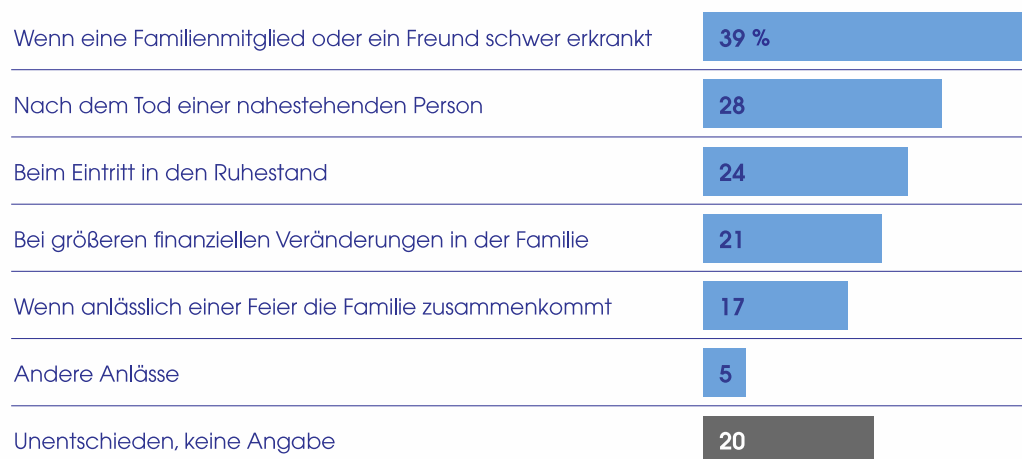 Wenn eine Familienmitglied oder ein Freund schwer erkrankt 39 %
Nach dem Tod einer nahestehenden Person 28
Beim Eintritt in den Ruhestand 24
Bei größeren finanziellen Veränderungen in der Familie 21
Wenn anlässlich einer Feier die Familie zusammenkommt 17
Andere Anlässe 5
Unentschieden, keine Angabe 20